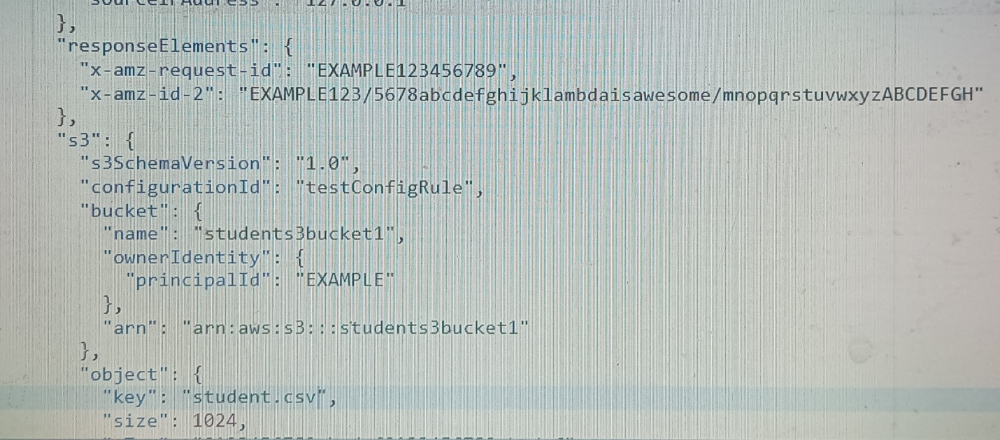 },
"responseElements": {
"x-amz-request-id": "EXAMPLE123456789",
"x-amz-id-2": "EXAMPLE123/5678abcdefghijklambdaisawesome/mnopqrstuvwxyzABCDEFGH"
},
"s3": {
"s3SchemaVersion": "1.0",
"configurationId": "testConfigRule",
"bucket": {
"name": "students3bucket1",
"ownerIdentity": {
"principalId": "EXAMPLE"
},
"arn": "arn:aws:s3:::students3bucket1"
},
"object": {
"key": "student.csv",
"size": 1024,